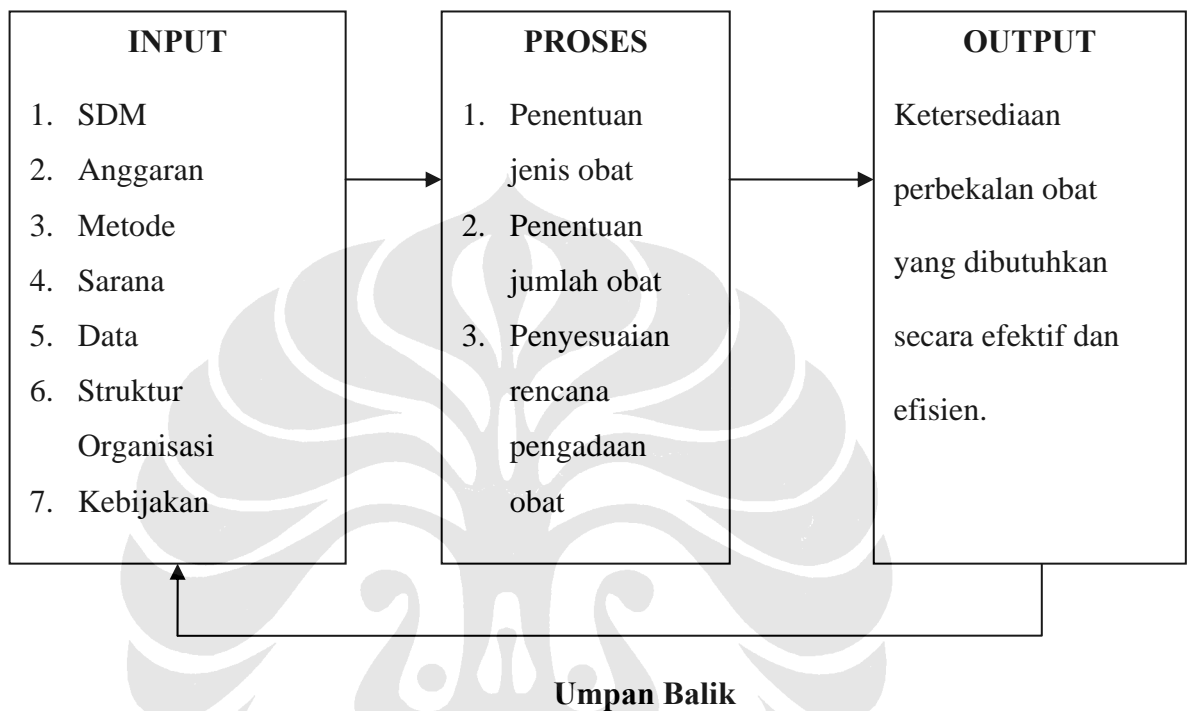 INPUT
1. SDM
2. Anggaran
3. Metode
4. Sarana
5. Data
6. Struktur
Organisasi
7. Kebijakan
PROSES
1. Penentuan
jenis obat
2. Penentuan
jumlah obat
3. Penyesuaian
rencana
pengadaan
obat
OUTPUT
Ketersediaan
perbekalan obat
yang dibutuhkan
secara efektif dan
efisien.
Umpan Balik